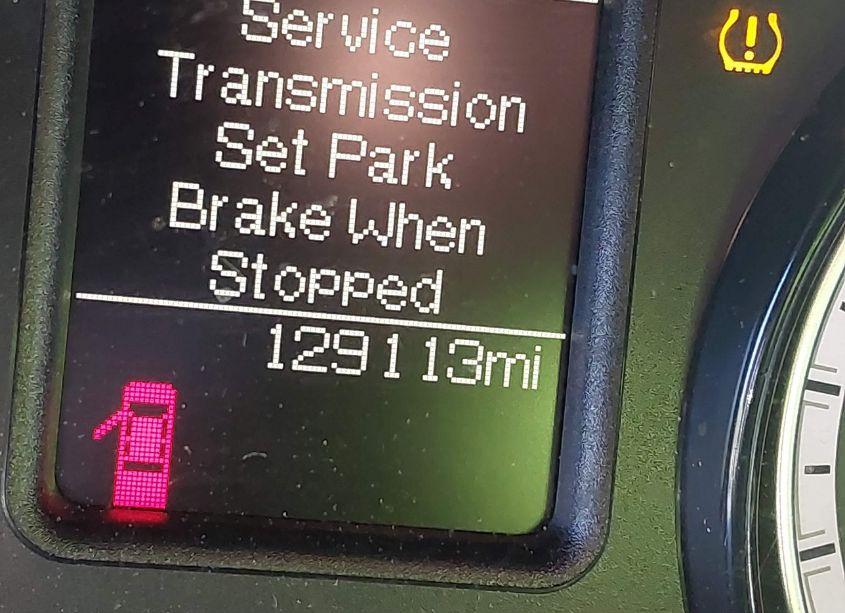 Service
Transmission
Set Park
Brake When
Stopped
129113mi